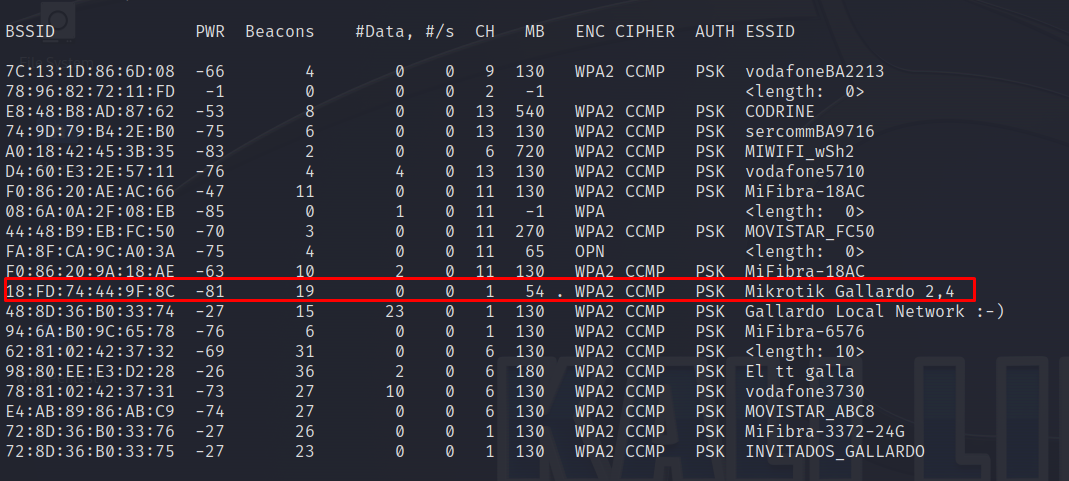 BSSID PWR Beacons #Data, #/s CH MB ENC CIPHER AUTH ESSID
7C:13:1D:86:6D:08 -66 4 0 0 9 130 WPA2 CCMP PSK vodafoneBA2213
78:96:82:72:11:FD -1 0 0 0 2 -1 <length: 0>
E8:48:B8:AD:87:62 -53 8 0 0 13 540 WPA2 CCMP PSK CODRINE
74:9D:79:B4:2E:B0 -75 6 0 0 13 130 WPA2 CCMP PSK sercommBA9716
A0:18:42:45:3B:35 -83 2 0 0 6 720 WPA2 CCMP PSK MIWIFI_wSh2
D4:60:E3:2E:57:11 -76 4 4 0 13 130 WPA2 CCMP PSK vodafone5710
F0:86:20:AE:AC:66 -47 11 0 0 11 130 WPA2 CCMP PSK MiFibra-18AC
08:6A:0A:2F:08:EB -85 0 1 0 11 -1 WPA <length: 0>
44:48:B9:EB:FC:50 -70 3 0 0 11 270 WPA2 CCMP PSK MOVISTAR_FC50
FA:8F:CA:9C:A0:3A -75 4 0 0 11 65 OPN <length: 0>
F0:86:20:9A:18:AE -63 10 2 0 11 130 WPA2 CCMP PSK MiFibra-18AC
18:FD:74:44:9F:8C -81 19 0 0 1 54 . WPA2 CCMP PSK Mikrotik Gallardo 2,4
48:8D:36:B0:33:74 -27 15 23 0 1 130 WPA2 CCMP PSK Gallardo Local Network :-)
94:6A:B0:9C:65:78 -76 6 0 0 1 130 WPA2 CCMP PSK MiFibra-6576
62:81:02:42:37:32 -69 31 0 0 6 130 WPA2 CCMP PSK <length: 10>
98:80:EE:E3:D2:28 -26 36 2 0 6 180 WPA2 CCMP PSK El tt galla
78:81:02:42:37:31 -73 27 10 0 6 130 WPA2 CCMP PSK vodafone3730
E4:AB:89:86:AB:C9 -74 27 0 0 6 130 WPA2 CCMP PSK MOVISTAR_ABC8
72:8D:36:B0:33:76 -27 26 0 0 1 130 WPA2 CCMP PSK MiFibra-3372-24G
72:8D:36:B0:33:75 -27 23 0 0 1 130 WPA2 CCMP PSK INVITADOS_GALLARDO